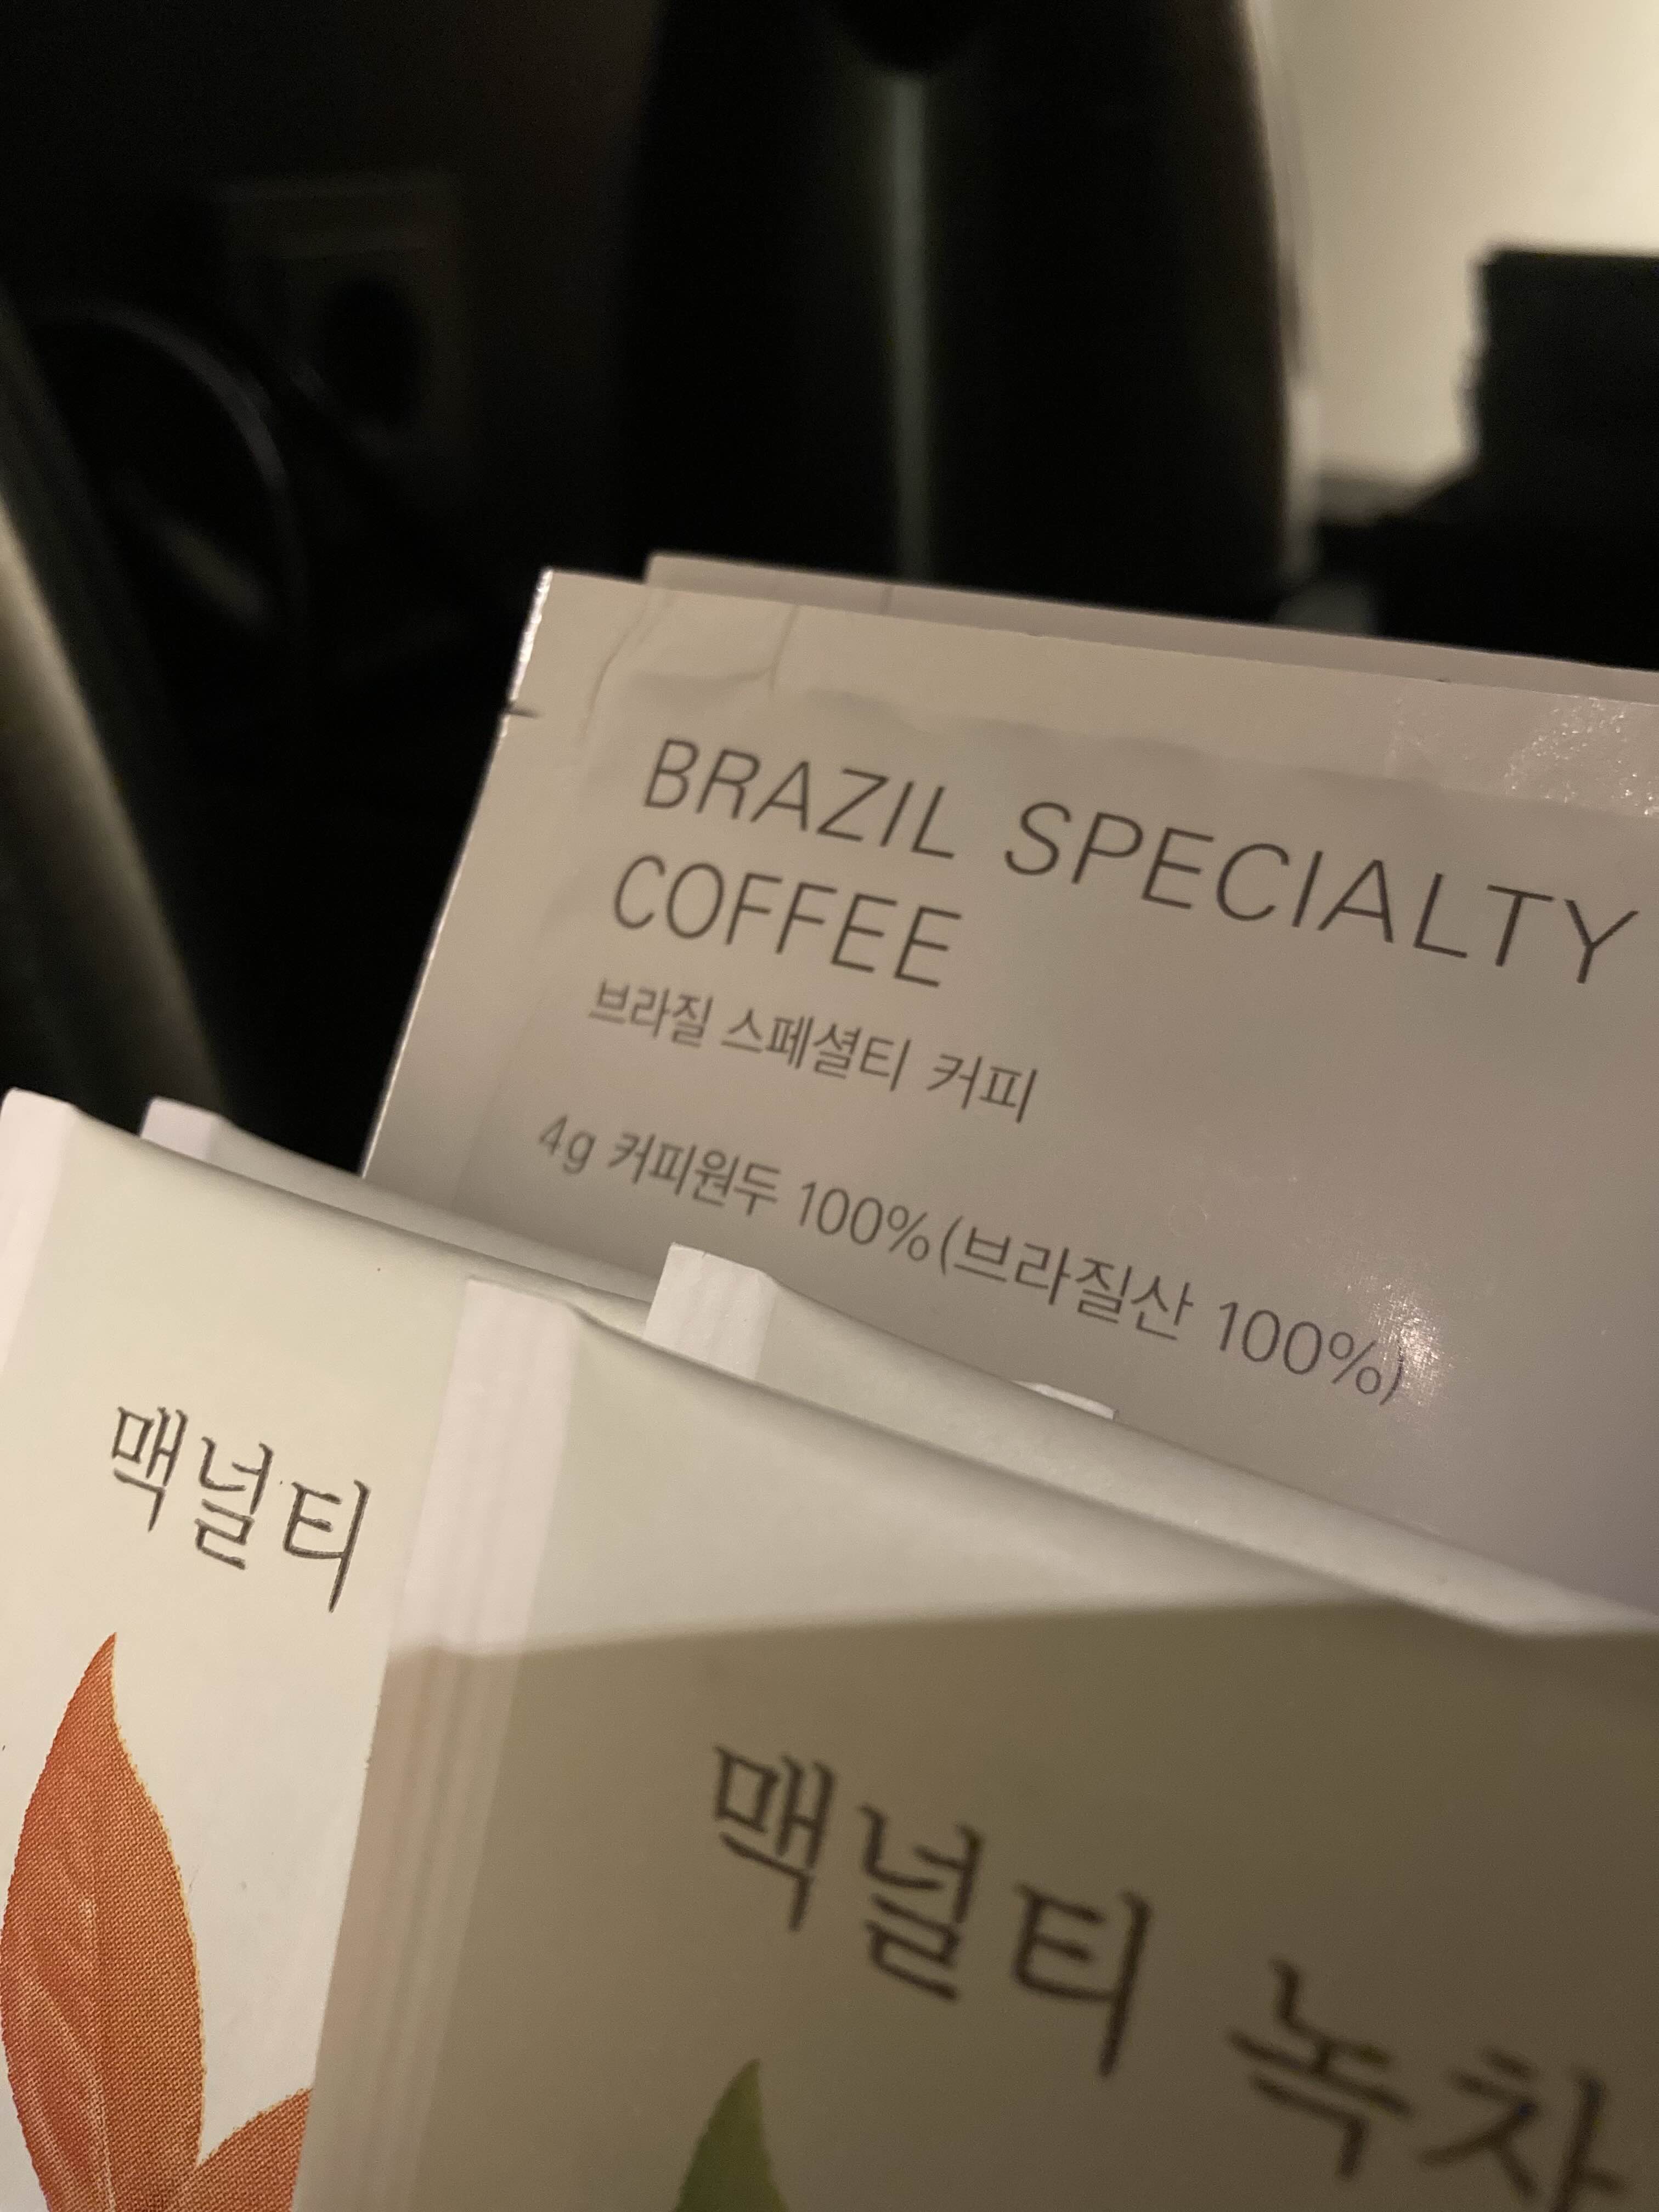 BRAZIL SPECIALTY
COFFEE
브라질 스페셜티 커피
4g 커피원두 100%(브라질산 100%)
맥널티
맥널티 녹차